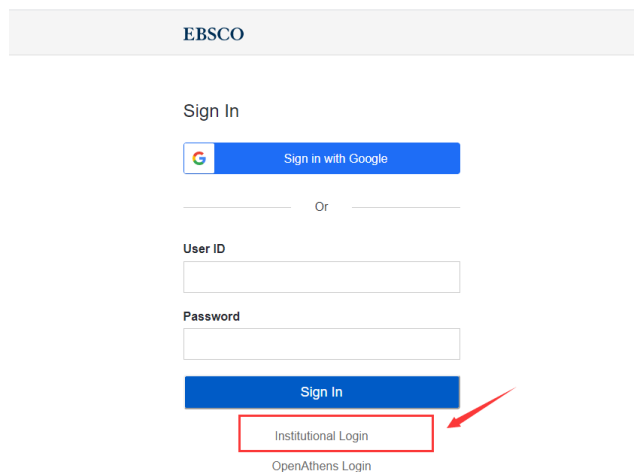 EBSCO
Sign In
Sign in with Google
Or
User ID
Password
Sign In
Institutional Login
OpenAthens Login